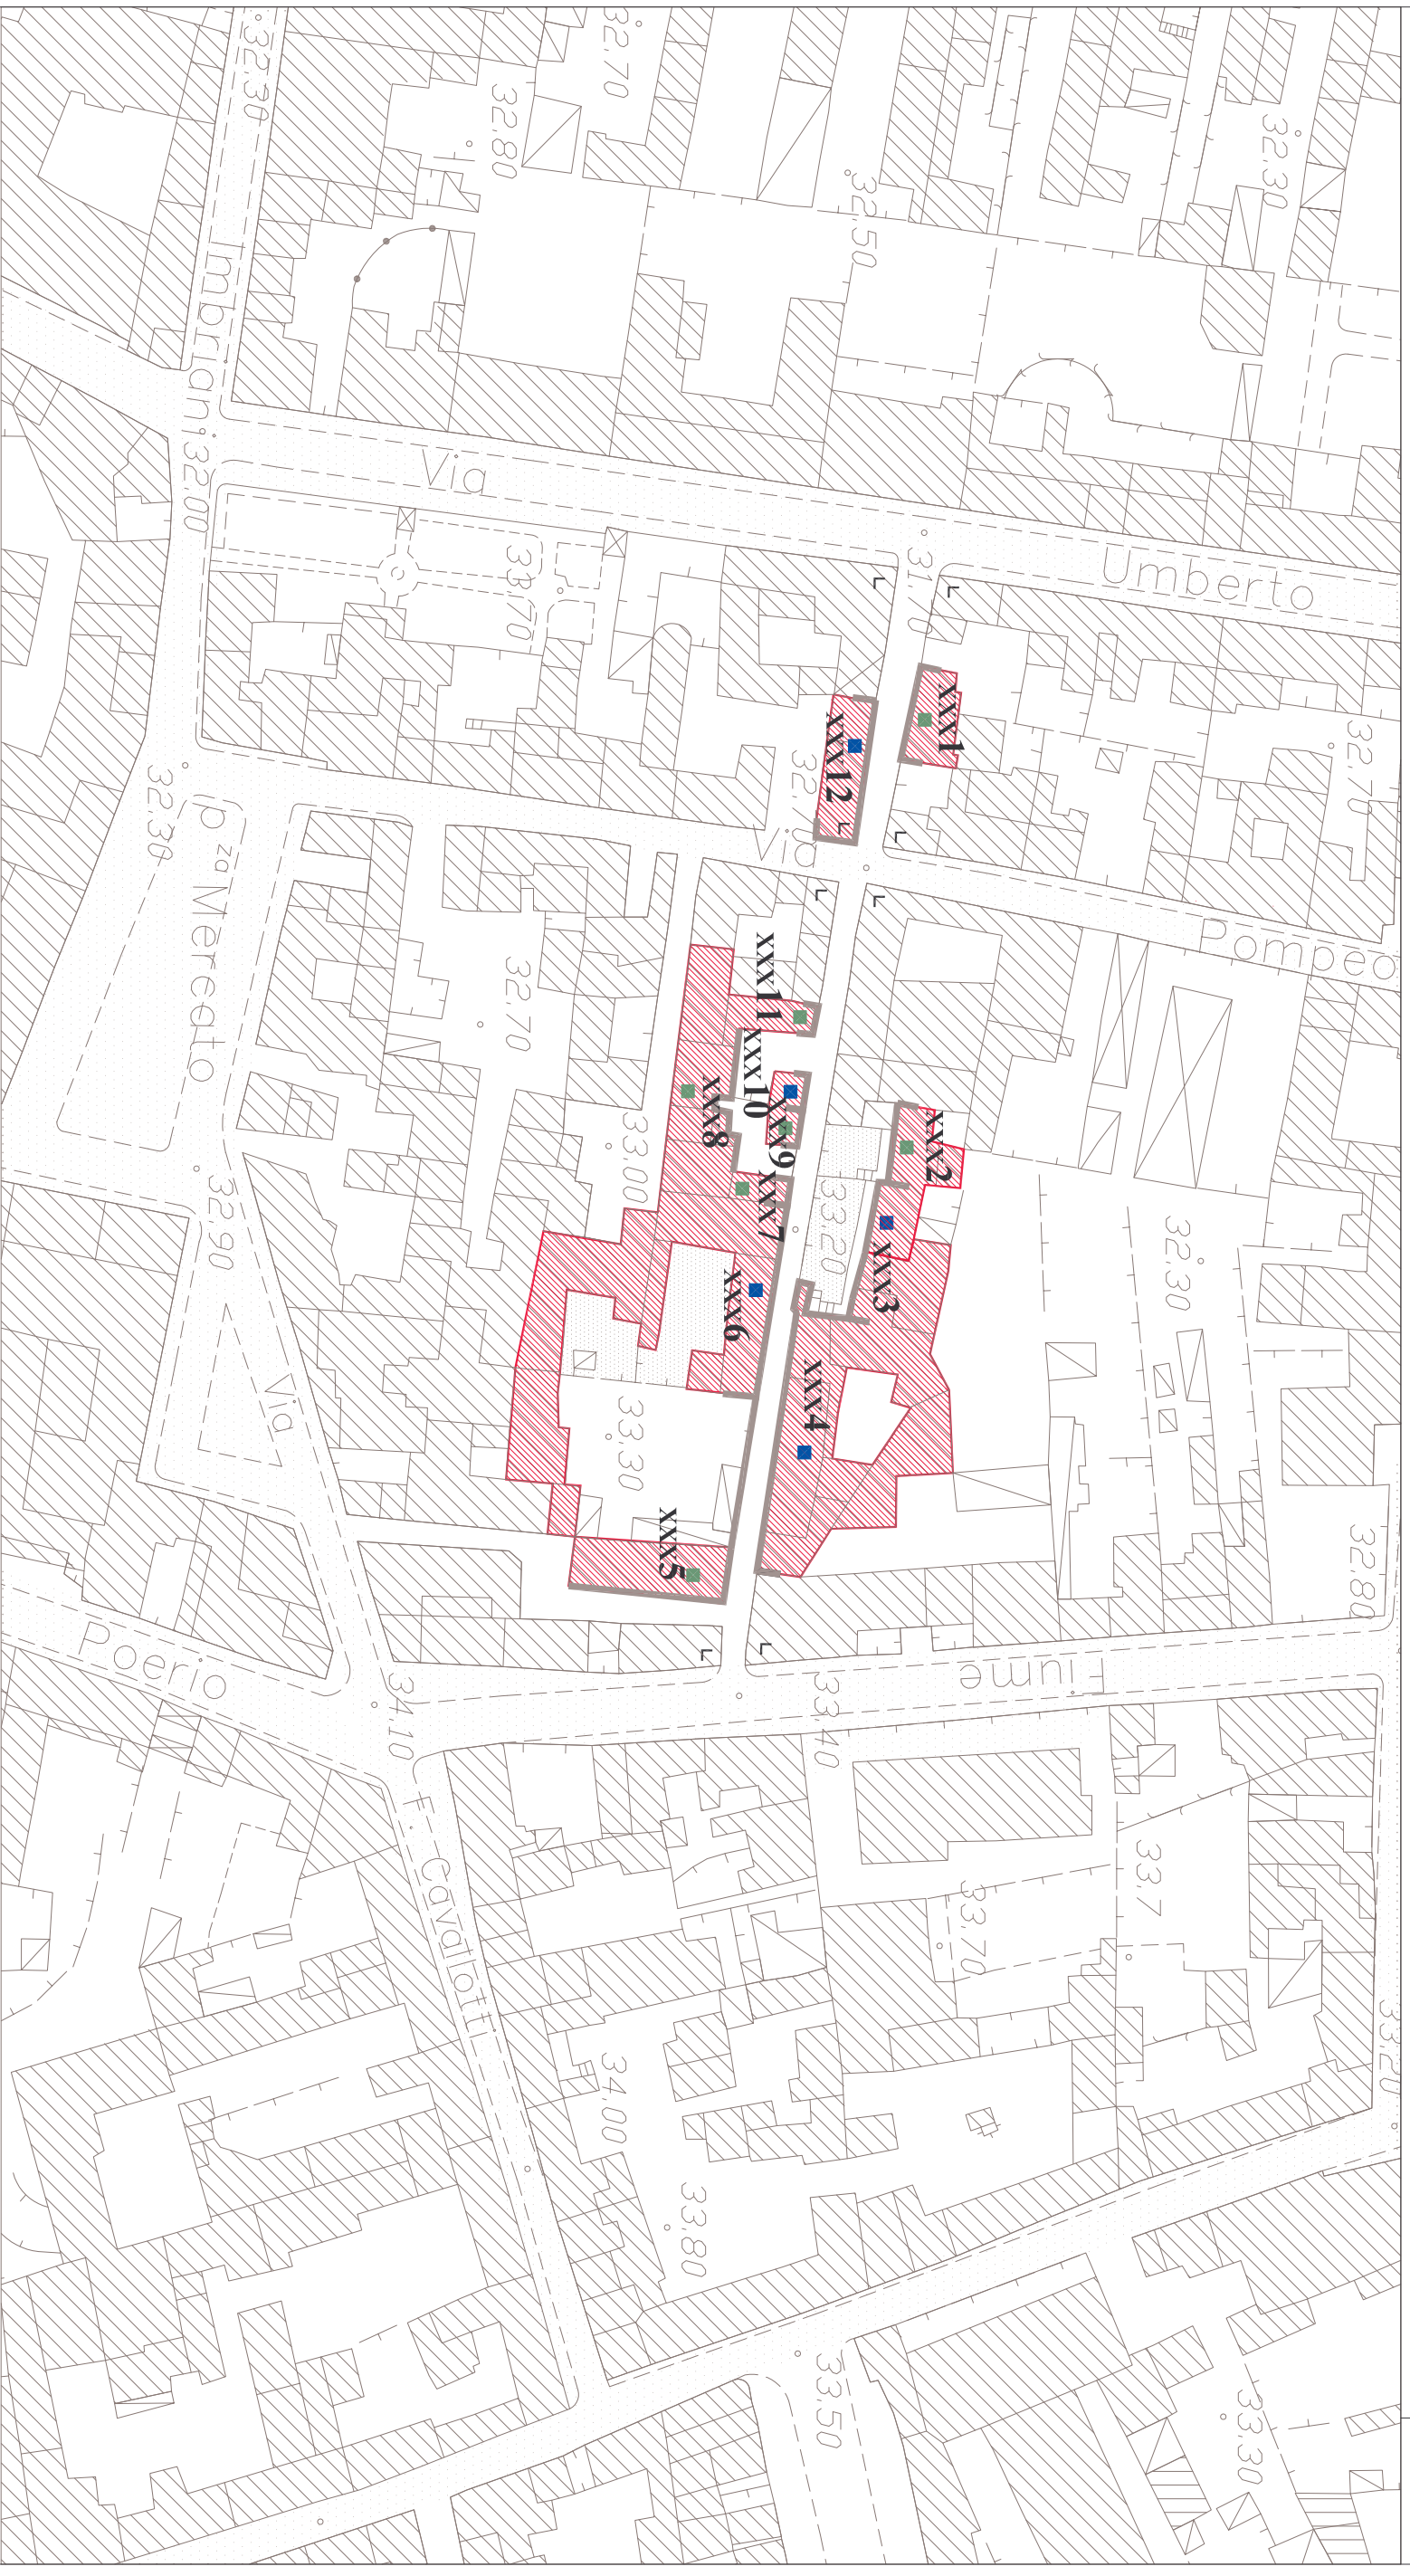 32.30
32.70
32.80
32.30
32.50
Imbriani
32.00
Via
Umberto
33.70
31.70
32.70
xxx1
xxx12
32.30
Via
Pompeo
P.za Mercato
32.70
xxx11
xxx10
xxx9
xxx8
xxx7
xxx2
33.00
33.20
32.30
32.90
xxx3
xxx6
xxx4
Via
33.30
xxx5
32.80
Poerio
Fiume
34.10
33.40
F. Cavallotti
33.7
33.70
33.20
34.00
33.80
33.50
33.30